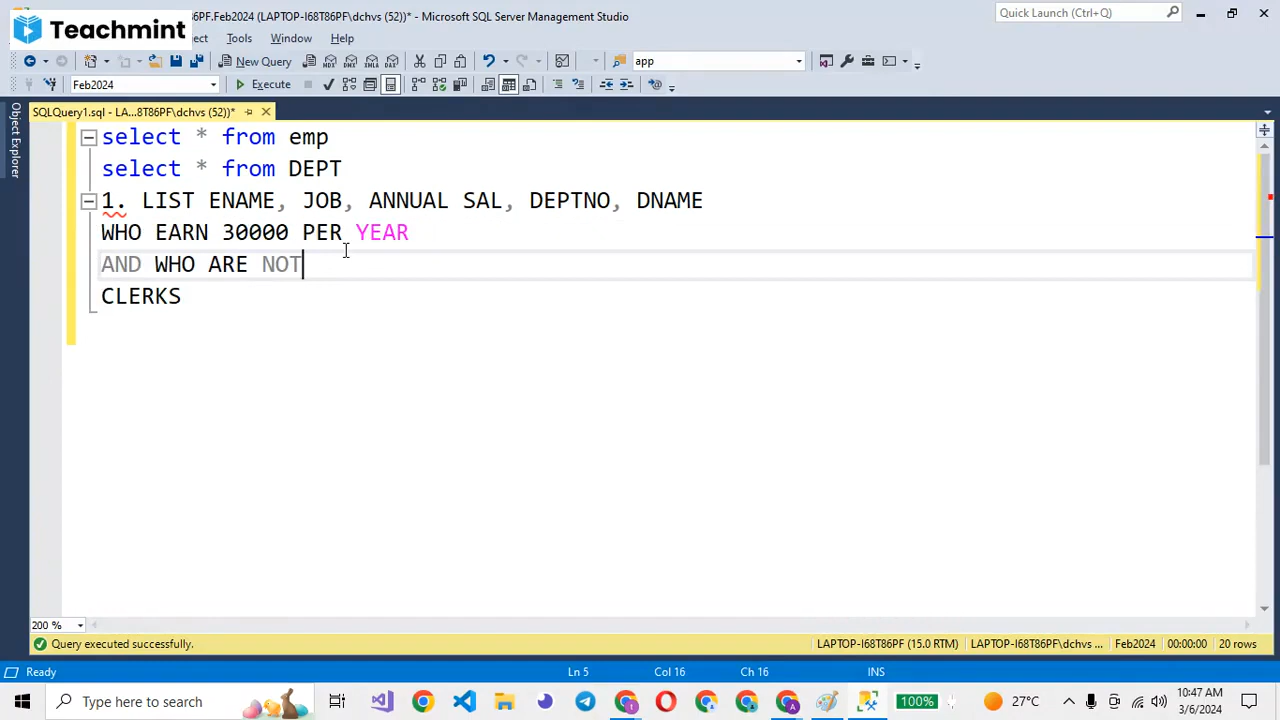 PF.Feb2024 (LAPTOP-I68T86PF\dchvs (52))* - Microsoft SQL Server Management Studio
Quick Launch (Ctrl+Q)
Teachmint
ect Tools Window Help
New Query
app
Feb2024
Execute
SQLQuery1.sql - LA...8T86PF\dchvs (52))*
Object Explorer
select * from emp
select * from DEPT
1. LIST ENAME, JOB, ANNUAL SAL, DEPTNO, DNAME
WHO EARN 30000 PER YEAR
AND WHO ARE NOT
CLERKS
200 %
Query executed successfully.
LAPTOP-I68T86PF (15.0 RTM)
LAPTOP-I68T86PF\dchvs ...
Feb2024
00:00:00
20 rows
Ready
Ln 5
Col 16
Ch 16
INS
Type here to search
100%
27°C
10:47 AM
3/6/2024